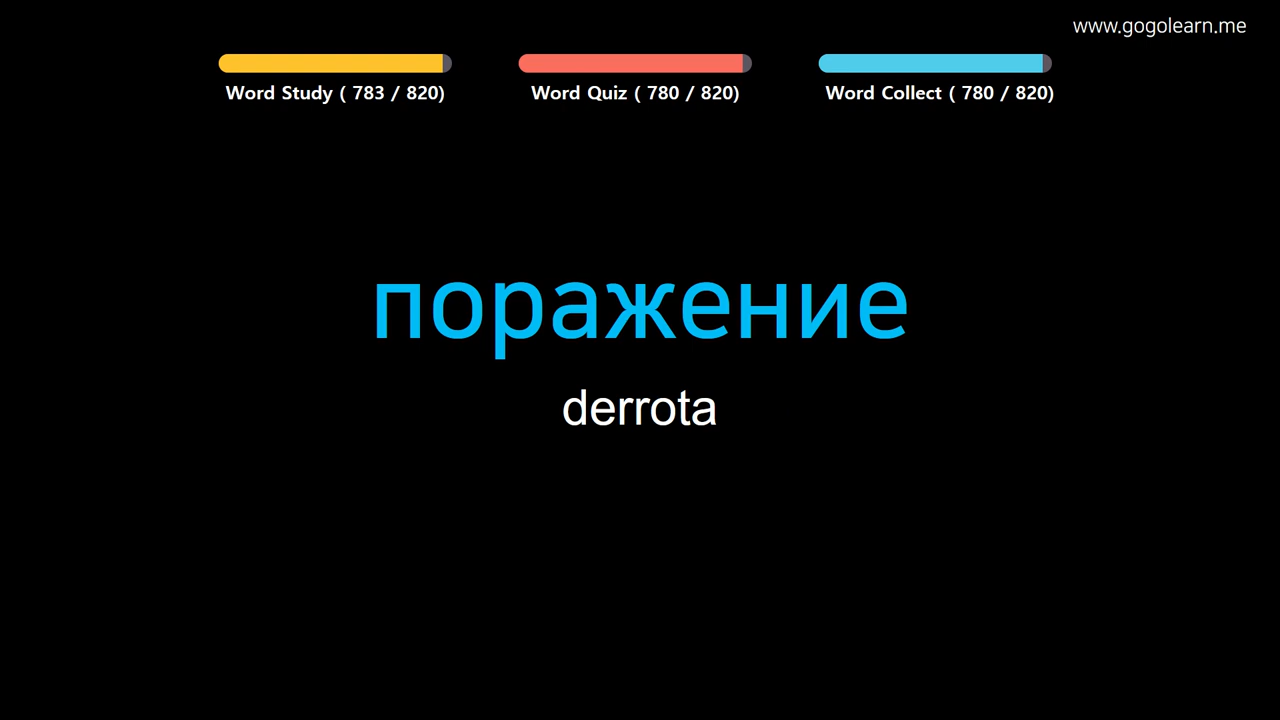 www.gogolearn.me
Word Study ( 783 / 820)
Word Quiz ( 780 / 820)
Word Collect ( 780 / 820)
поражение
derrota